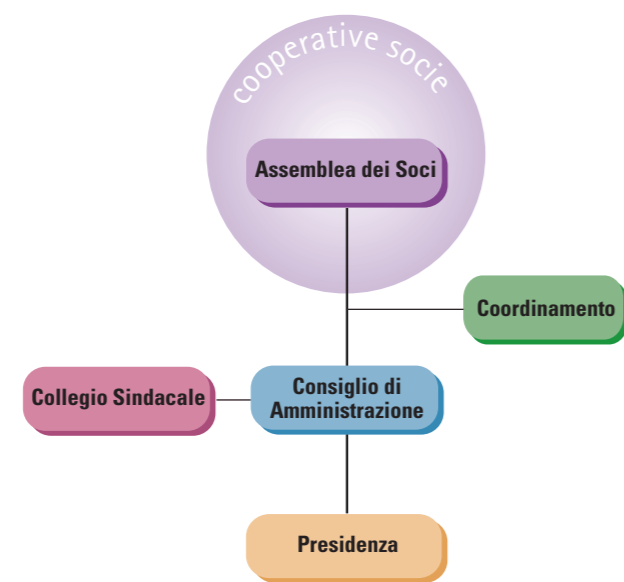 cooperative socie
Assemblea dei Soci
Coordinamento
Collegio Sindacale
Consiglio di
Amministrazione
Presidenza